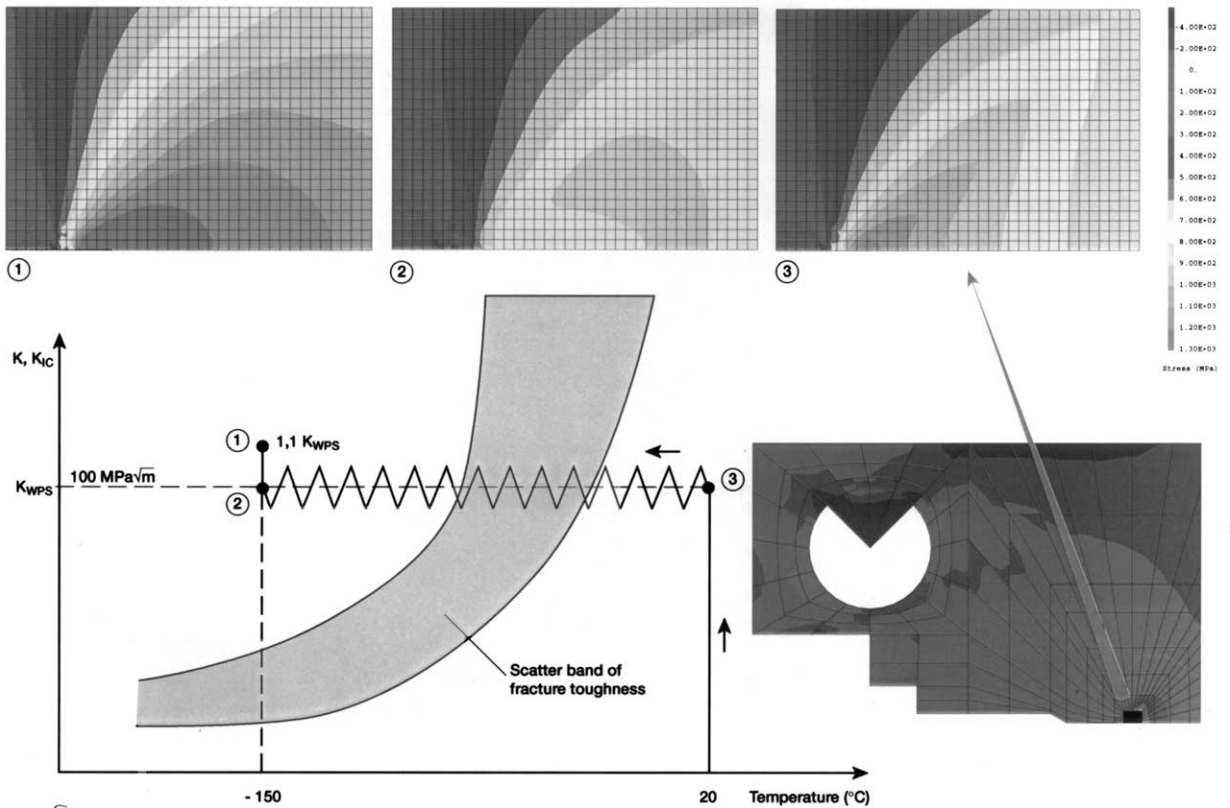 -4.00E+02
-2.00E+02
0.
1.00E+02
2.00E+02
3.00E+02
4.00E+02
5.00E+02
6.00E+02
7.00E+02
8.00E+02
9.00E+02
1.00E+03
1.10E+03
1.20E+03
1.30E+03
Stress (MPa)
①
②
③
K, K_IC
① 1,1 K_WPS
K_WPS 100 MPa√m
②
③
Scatter band of
fracture toughness
- 150
20
Temperature (°C)